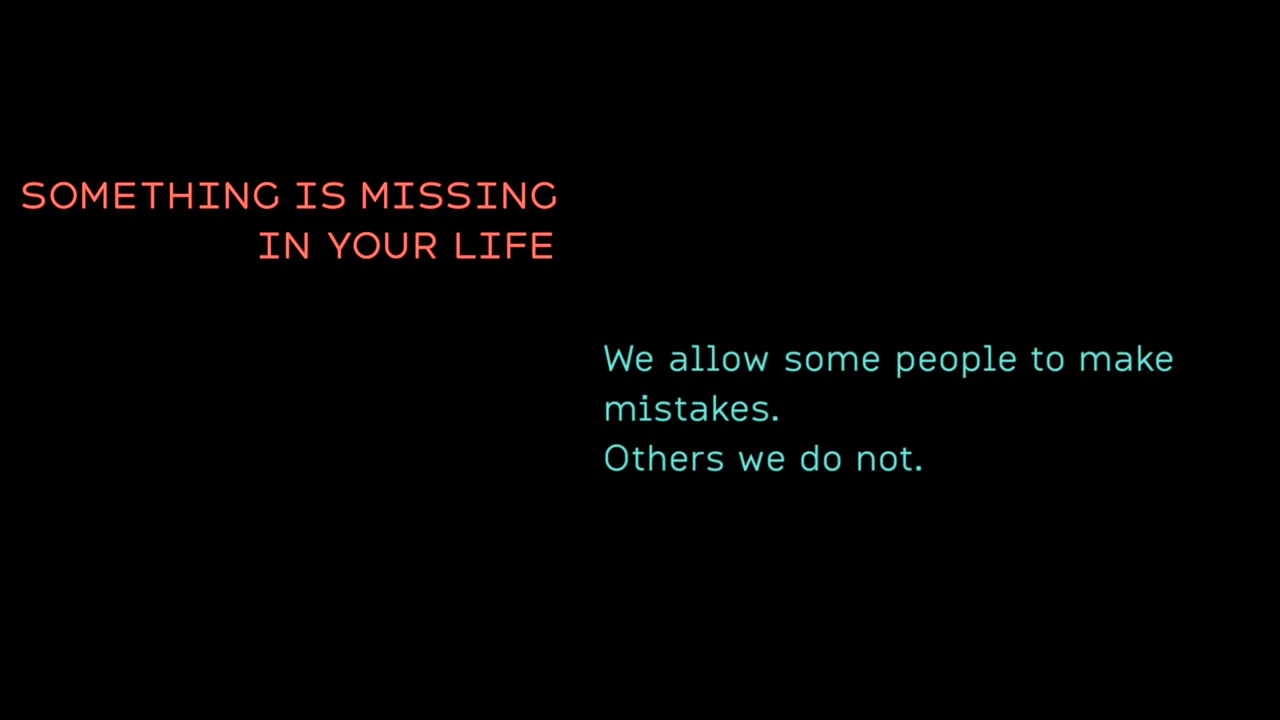 SOMETHING IS MISSING
IN YOUR LIFE
We allow some people to make
mistakes.
Others we do not.